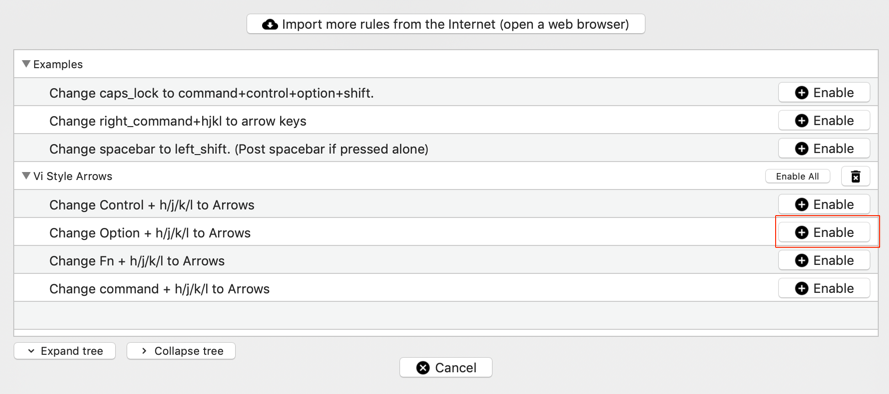 Import more rules from the Internet (open a web browser)
Examples
Change caps_lock to command+control+option+shift. Enable
Change right_command+hjkl to arrow keys Enable
Change spacebar to left_shift. (Post spacebar if pressed alone) Enable
Vi Style Arrows Enable All
Change Control + h/j/k/l to Arrows Enable
Change Option + h/j/k/l to Arrows Enable
Change Fn + h/j/k/l to Arrows Enable
Change command + h/j/k/l to Arrows Enable
Expand tree Collapse tree
Cancel